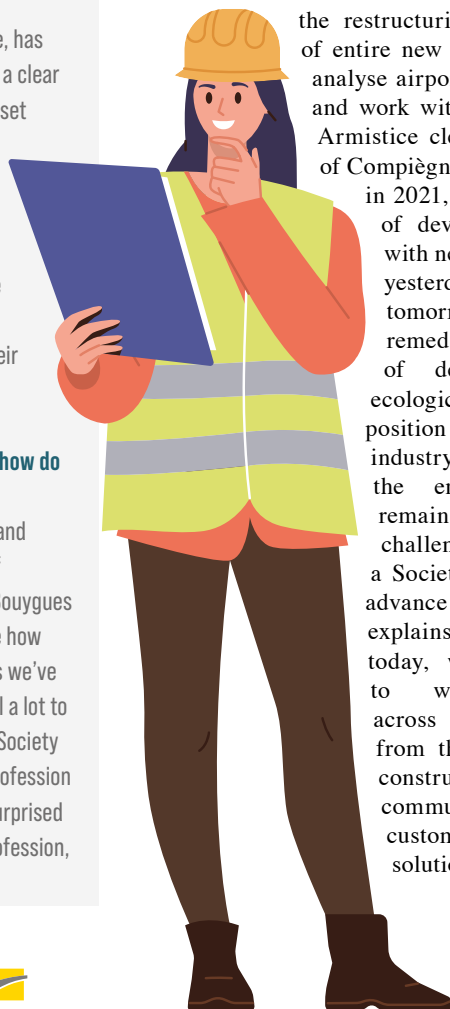 e, has
a clear
set
eir
how do
and
Bouygues
e how
s we've
l a lot to
Society
ofession
urprised
ofession,
the restructuri
of entire new
analyse airpo
and work wit
Armistice cle
of Compiègn
in 2021,
of dev
with ne
yesterd
tomorr
remed
of de
ecologic
position
industry
the en
remain
challen
a Societ
advance
explains
today, w
to w
across
from th
constru
commu
custon
solutio